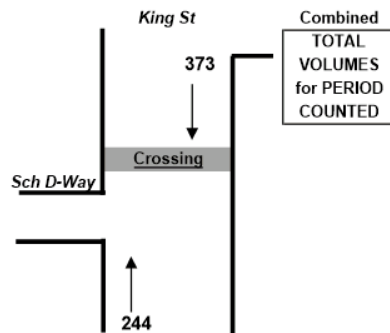 King St
Combined
TOTAL
VOLUMES
for PERIOD
COUNTED
373
Crossing
Sch D-Way
244